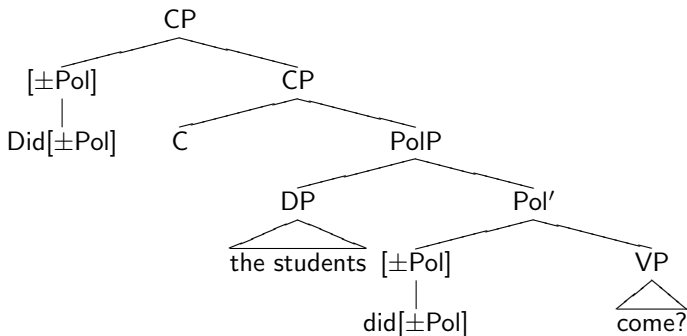 CP
[±Pol] CP
Did[±Pol] C PolP
DP Pol′
the students [±Pol] VP
did[±Pol] come?